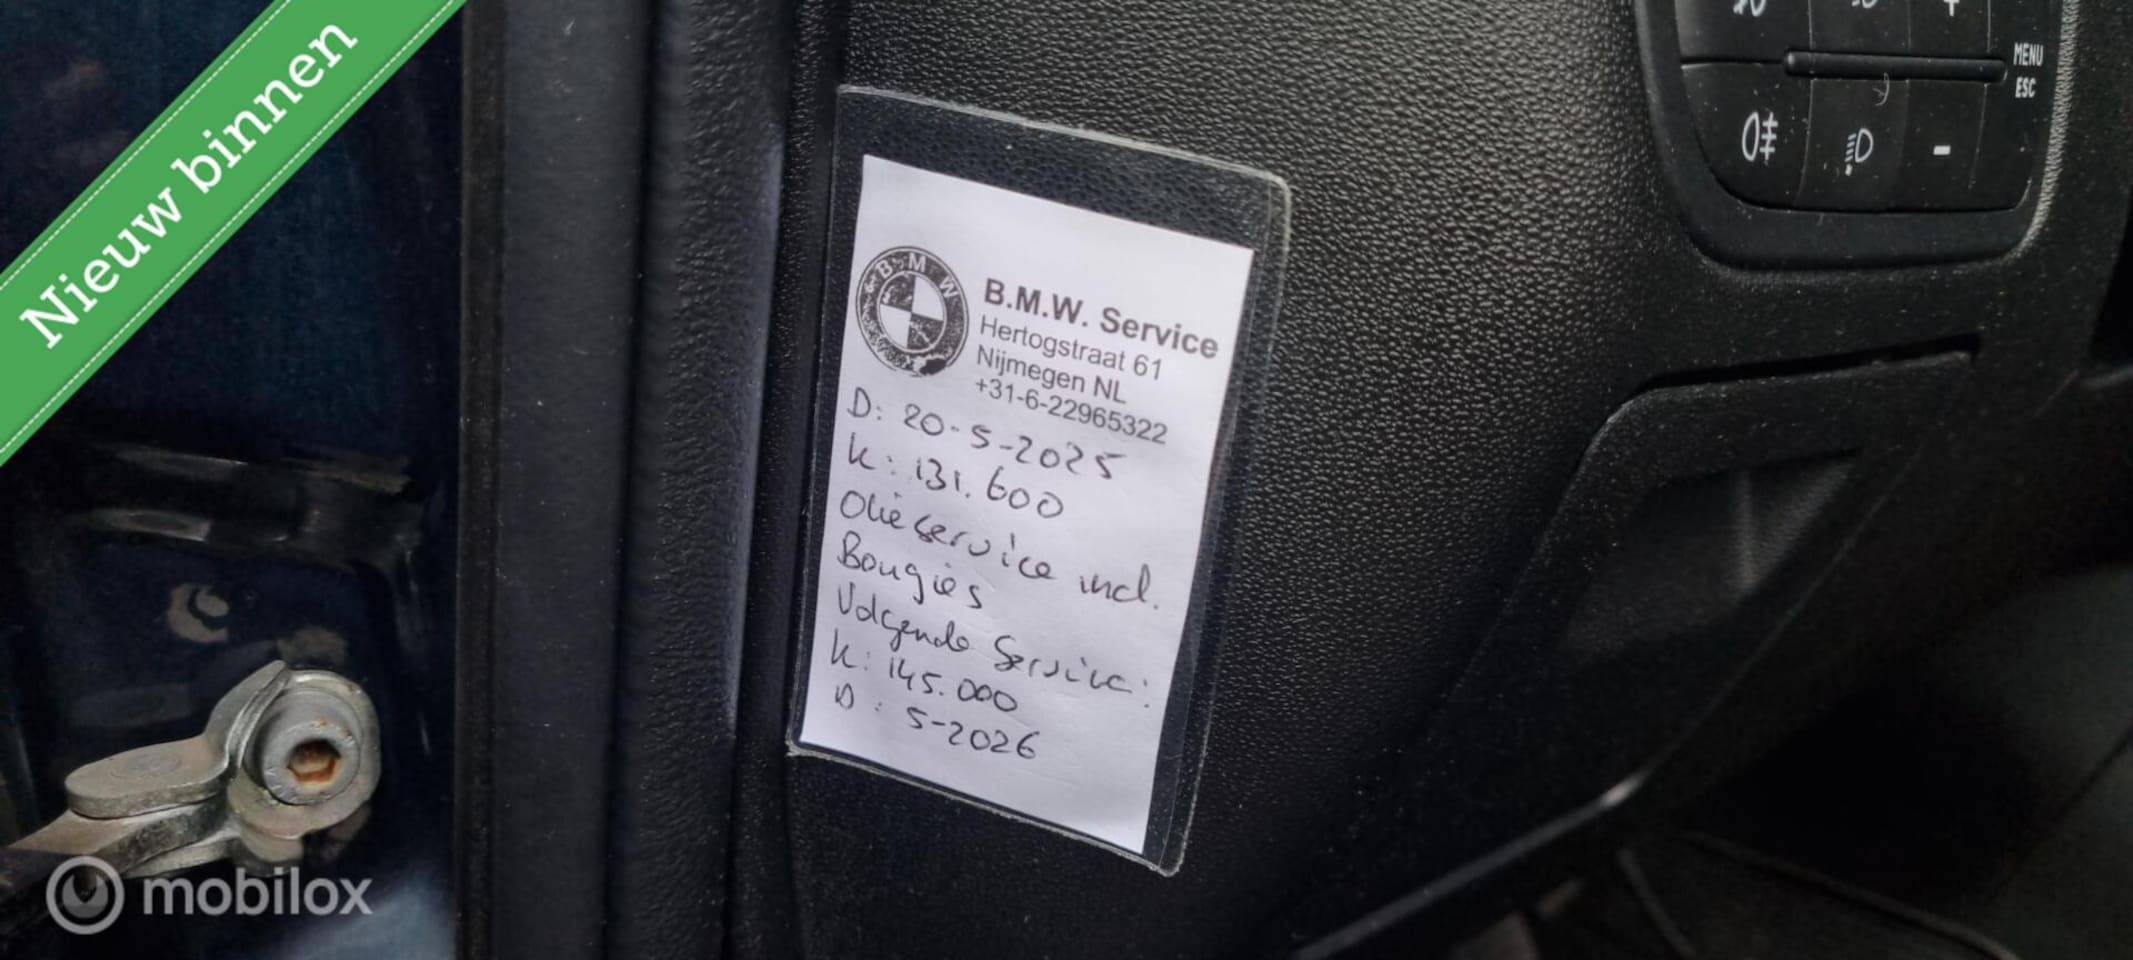 Nieuw binnen
MENU
ESC
+
-
BMW
B.M.W. Service
Hertogstraat 61
Nijmegen NL
+31-6-22965322
D: 20-5-2025
K: 131.600
Olieservice incl.
Bougies
Volgende Service:
K: 145.000
D: 5-2026
mobilox